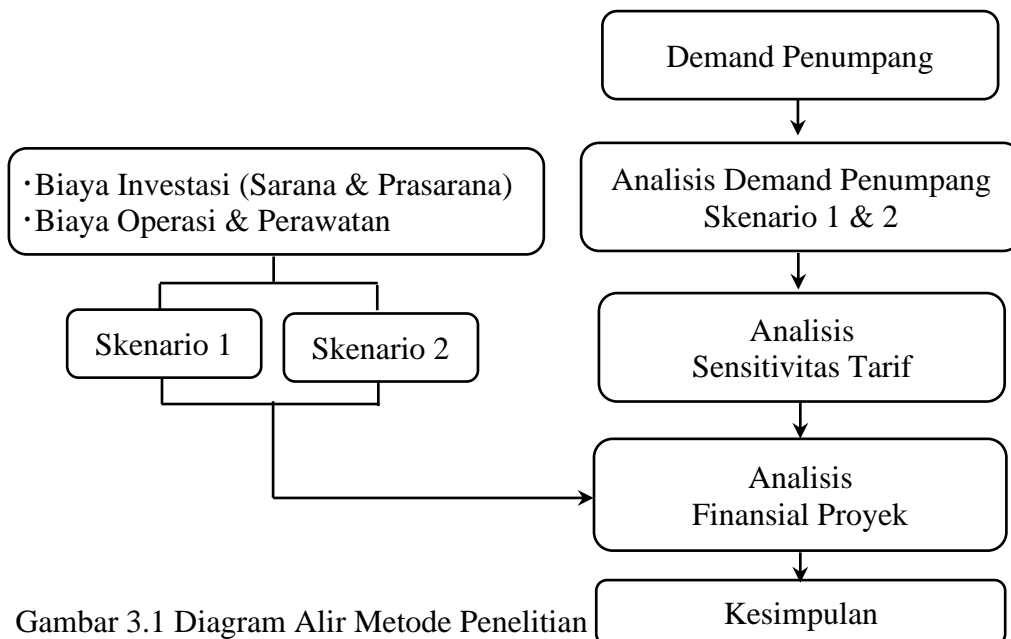 Demand Penumpang
·Biaya Investasi (Sarana & Prasarana)
·Biaya Operasi & Perawatan
Analisis Demand Penumpang
Skenario 1 & 2
Skenario 1
Skenario 2
Analisis
Sensitivitas Tarif
Analisis
Finansial Proyek
Kesimpulan
Gambar 3.1 Diagram Alir Metode Penelitian